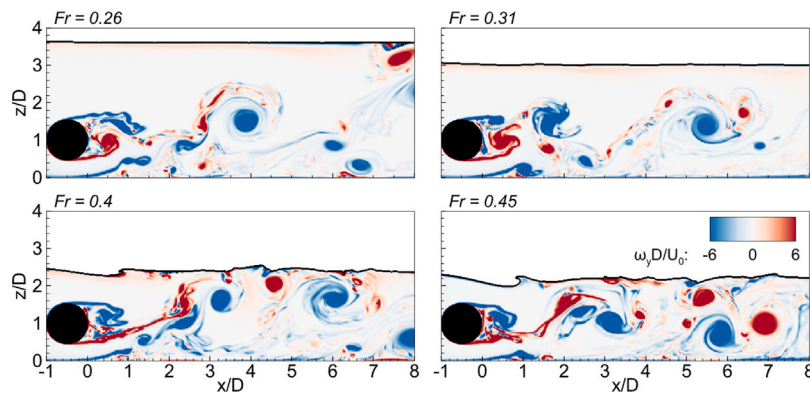 Fr = 0.26
Fr = 0.31
4
3
z/D
2
1
0
Fr = 0.4
Fr = 0.45
4
3
z/D
2
1
0
ω_yD/U_0:
-6 0 6
-1 0 1 2 3 4 5 6 7 8
x/D
-1 0 1 2 3 4 5 6 7 8
x/D